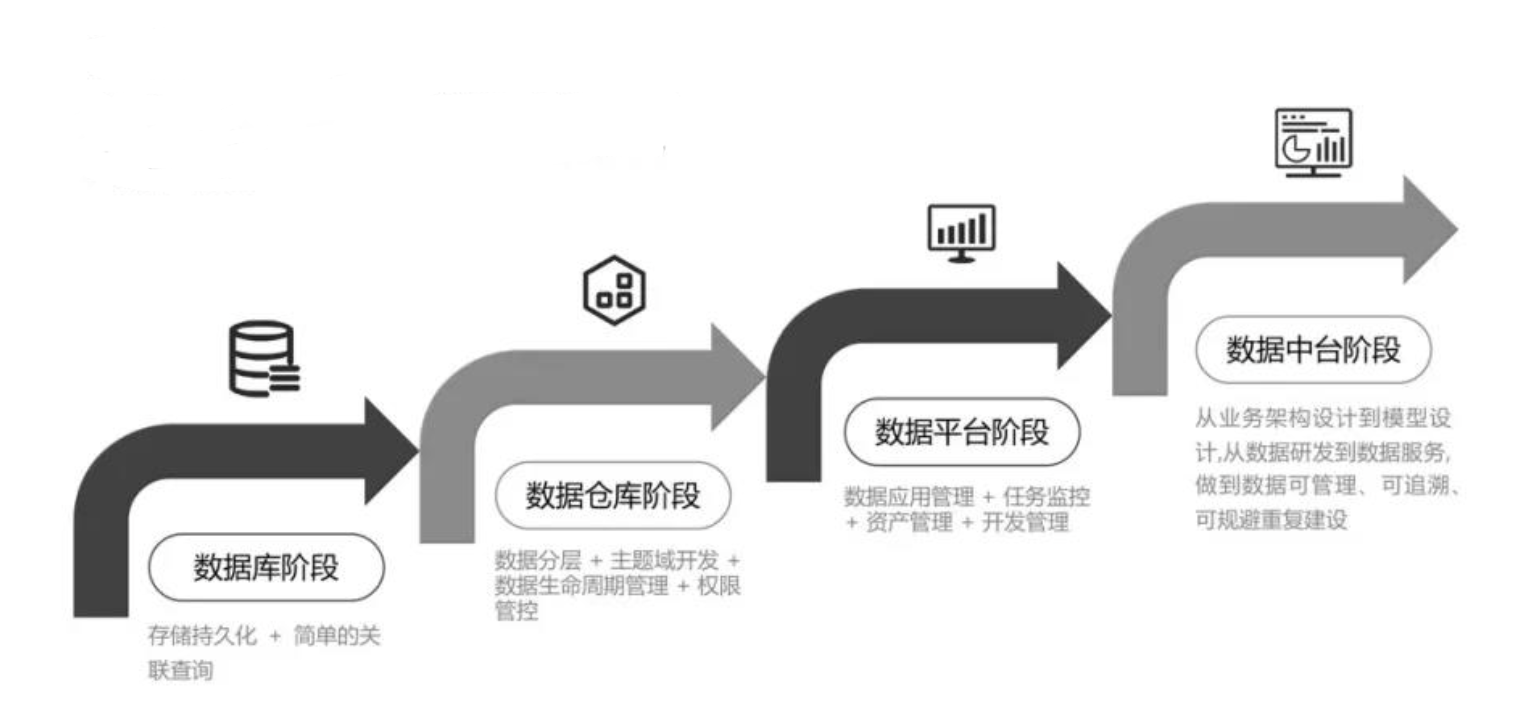 数据库阶段
存储持久化 + 简单的关
联查询
数据仓库阶段
数据分层 + 主题域开发 +
数据生命周期管理 + 权限
管控
数据平台阶段
数据应用管理 + 任务监控
+ 资产管理 + 开发管理
数据中台阶段
从业务架构设计到模型设
计,从数据研发到数据服务,
做到数据可管理、可追溯、
可规避重复建设